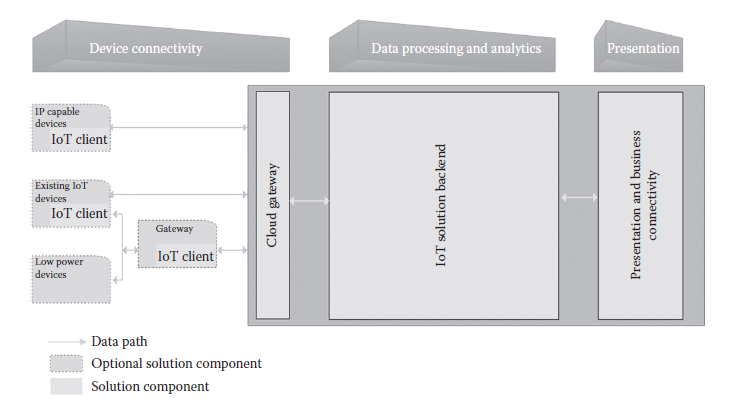 Device connectivity
Data processing and analytics
Presentation
IP capable
devices
IoT client
Existing IoT
devices
IoT client
Gateway
IoT client
Low power
devices
Cloud gateway
IoT solution backend
Presentation and business
connectivity
Data path
Optional solution component
Solution component